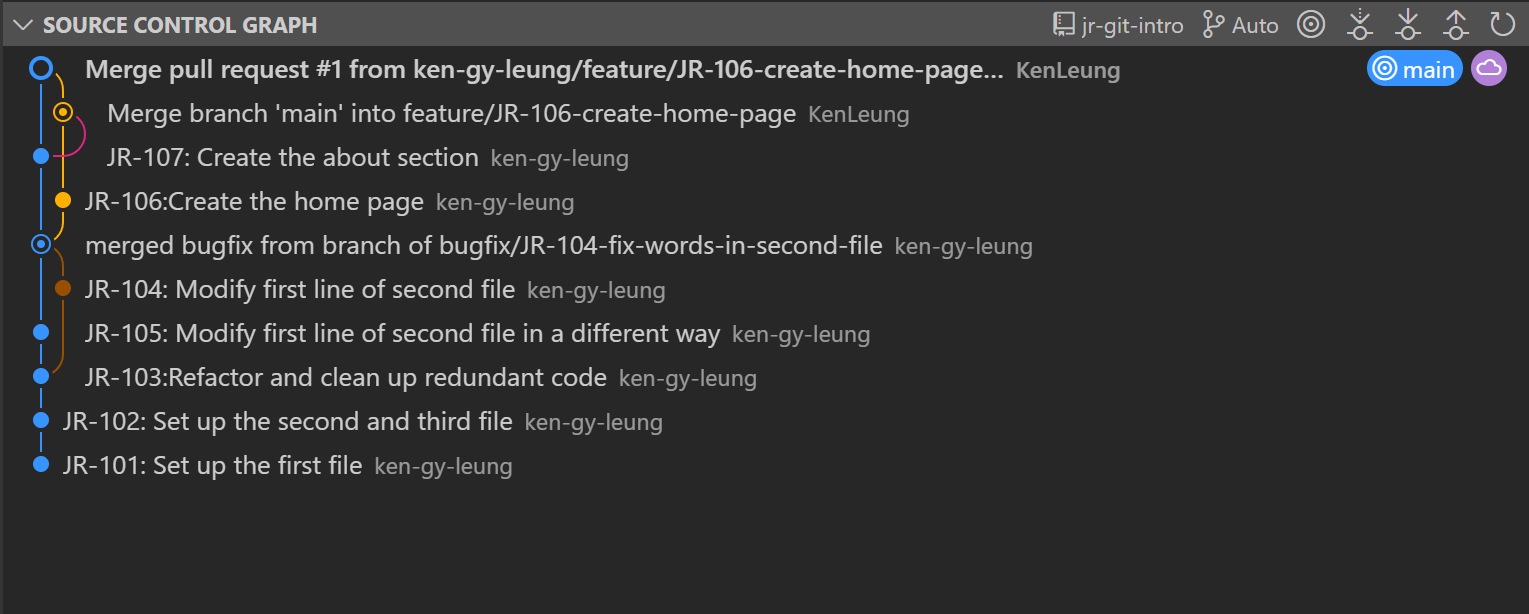 SOURCE CONTROL GRAPH jr-git-intro Auto
Merge pull request #1 from ken-gy-leung/feature/JR-106-create-home-page... KenLeung main
Merge branch 'main' into feature/JR-106-create-home-page KenLeung
JR-107: Create the about section ken-gy-leung
JR-106:Create the home page ken-gy-leung
merged bugfix from branch of bugfix/JR-104-fix-words-in-second-file ken-gy-leung
JR-104: Modify first line of second file ken-gy-leung
JR-105: Modify first line of second file in a different way ken-gy-leung
JR-103:Refactor and clean up redundant code ken-gy-leung
JR-102: Set up the second and third file ken-gy-leung
JR-101: Set up the first file ken-gy-leung